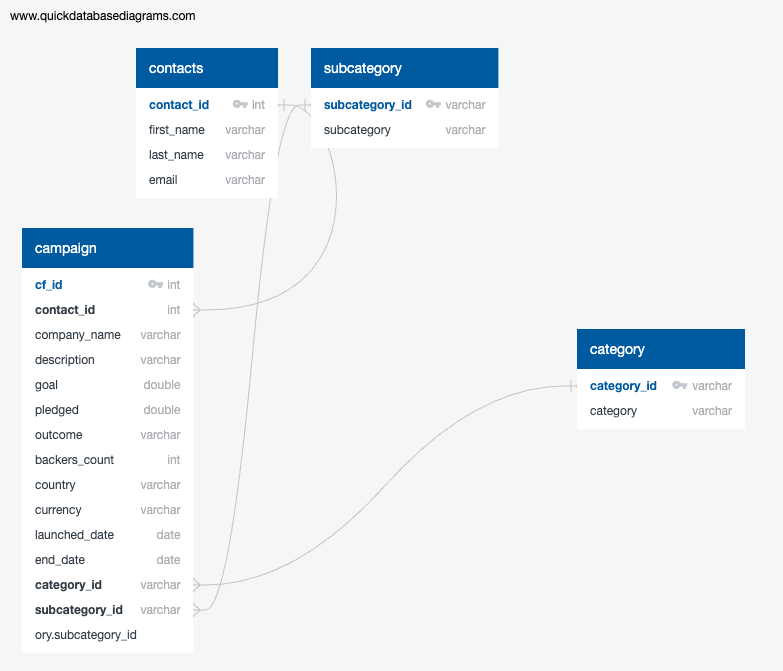 www.quickdatabasediagrams.com
contacts
contact_id int
first_name varchar
last_name varchar
email varchar
subcategory
subcategory_id varchar
subcategory varchar
campaign
cf_id int
contact_id int
company_name varchar
description varchar
goal double
pledged double
outcome varchar
backers_count int
country varchar
currency varchar
launched_date date
end_date date
category_id varchar
subcategory_id varchar
ory.subcategory_id
category
category_id varchar
category varchar